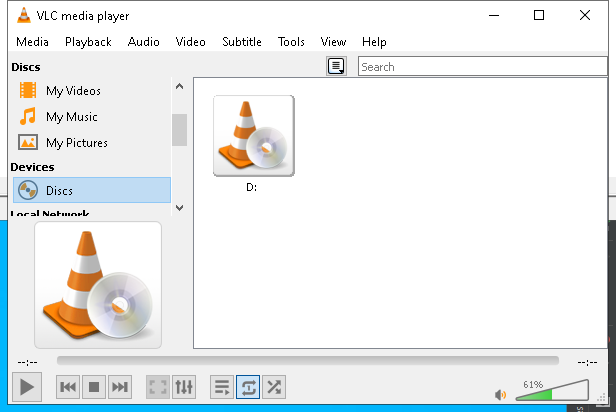 VLC media player
Media Playback Audio Video Subtitle Tools View Help
Discs
Search
My Videos
My Music
My Pictures
Devices
Discs
Local Network
D:
--:--
--:--
61%